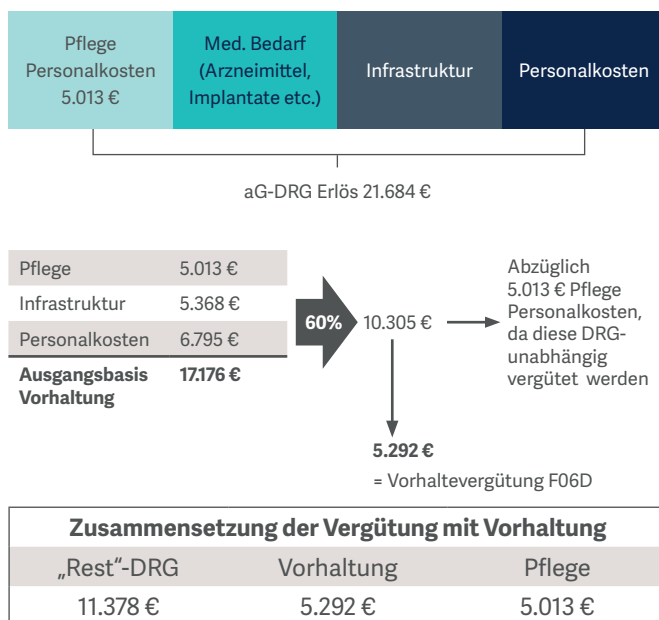 Pflege
Personalkosten
5.013 €
Med. Bedarf
(Arzneimittel,
Implantate etc.)
Infrastruktur
Personalkosten
aG-DRG Erlös 21.684 €
Pflege 5.013 €
Infrastruktur 5.368 €
Personalkosten 6.795 €
Ausgangsbasis 17.176 €
Vorhaltung
60%
10.305 €
Abzüglich
5.013 € Pflege
Personalkosten,
da diese DRG-
unabhängig
vergütet werden
5.292 €
= Vorhaltevergütung F06D
Zusammensetzung der Vergütung mit Vorhaltung
„Rest“-DRG Vorhaltung Pflege
11.378 € 5.292 € 5.013 €